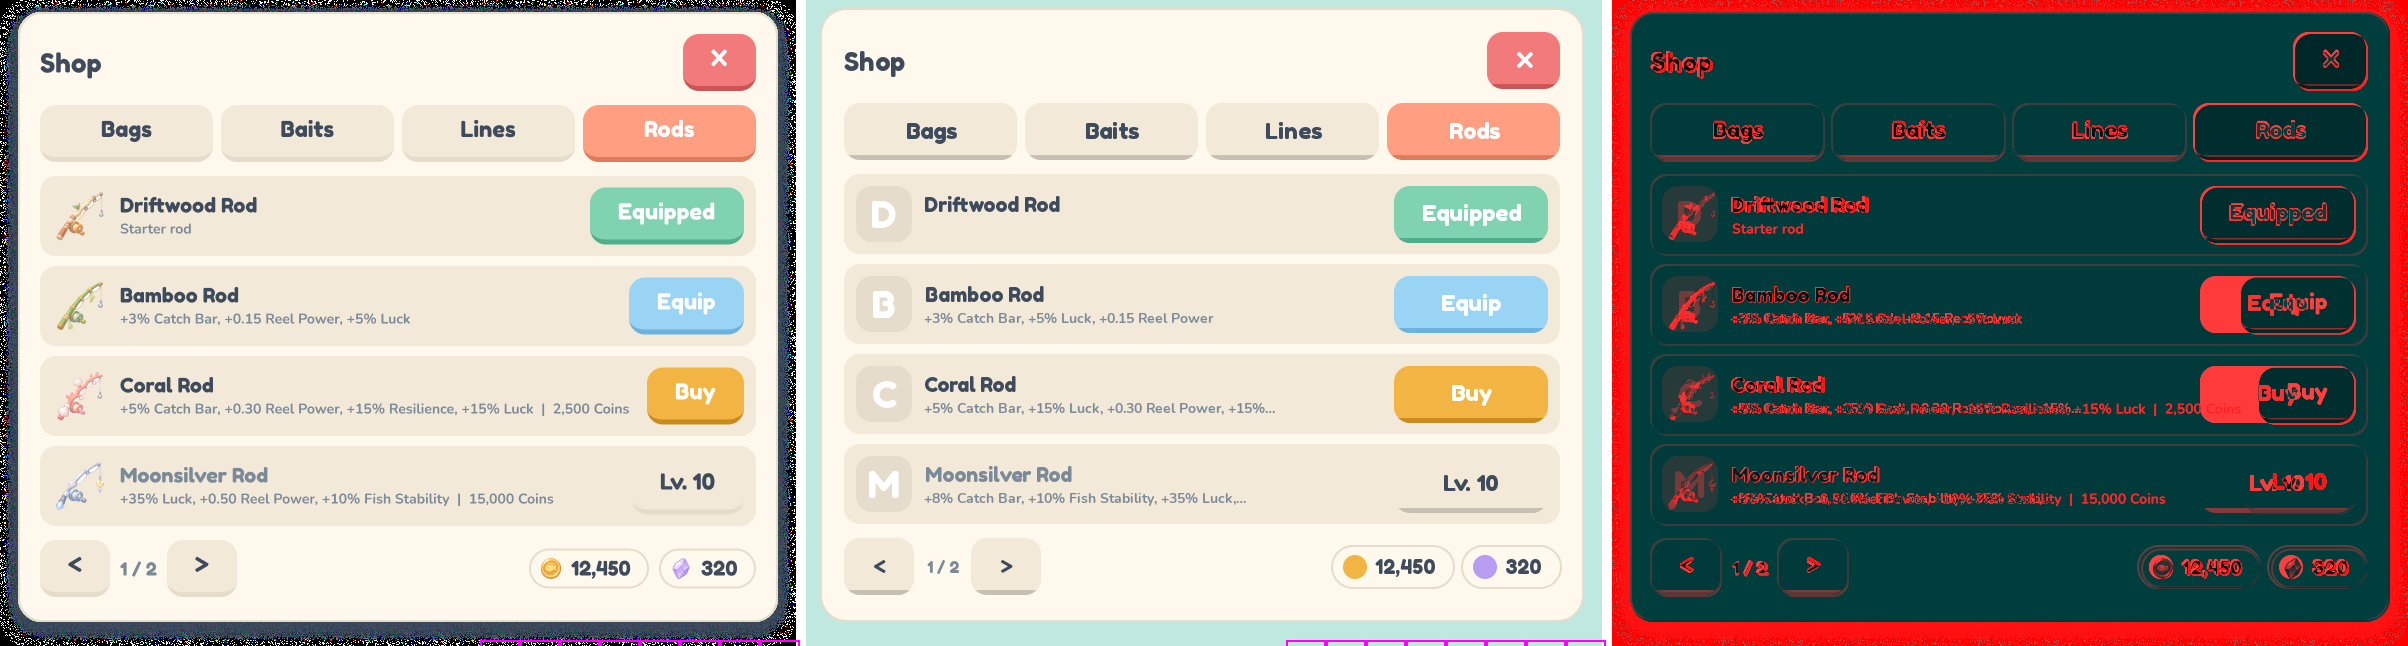 Shop
×
Bags
Baits
Lines
Rods
Driftwood Rod
Starter rod
Equipped
Bamboo Rod
+3% Catch Bar, +0.15 Reel Power, +5% Luck
Equip
Coral Rod
+5% Catch Bar, +0.30 Reel Power, +15% Resilience, +15% Luck | 2,500 Coins
Buy
Moonsilver Rod
+35% Luck, +0.50 Reel Power, +10% Fish Stability | 15,000 Coins
Lv. 10
<
1 / 2
>
12,450
320
Shop
×
Bags
Baits
Lines
Rods
D
Driftwood Rod
Equipped
B
Bamboo Rod
+3% Catch Bar, +5% Luck, +0.15 Reel Power
Equip
C
Coral Rod
+5% Catch Bar, +15% Luck, +0.30 Reel Power, +15%...
Buy
M
Moonsilver Rod
+8% Catch Bar, +10% Fish Stability, +35% Luck,...
Lv. 10
<
1 / 2
>
12,450
320
Shop
×
Bags
Baits
Lines
Rods
Driftwood Rod
Starter rod
Equipped
Bamboo Rod
Coral Rod
+15% Luck | 2,500 Coins
Buy
Moonsilver Rod
| 15,000 Coins
<
1 / 2
>
12,450
320